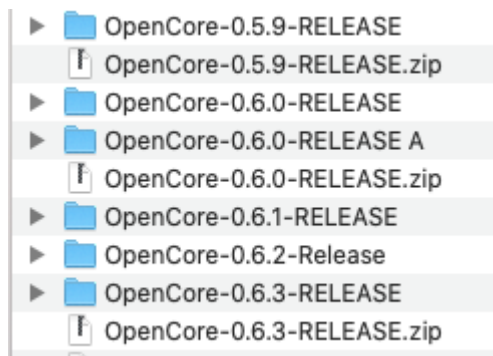 OpenCore-0.5.9-RELEASE
OpenCore-0.5.9-RELEASE.zip
OpenCore-0.6.0-RELEASE
OpenCore-0.6.0-RELEASE A
OpenCore-0.6.0-RELEASE.zip
OpenCore-0.6.1-RELEASE
OpenCore-0.6.2-Release
OpenCore-0.6.3-RELEASE
OpenCore-0.6.3-RELEASE.zip